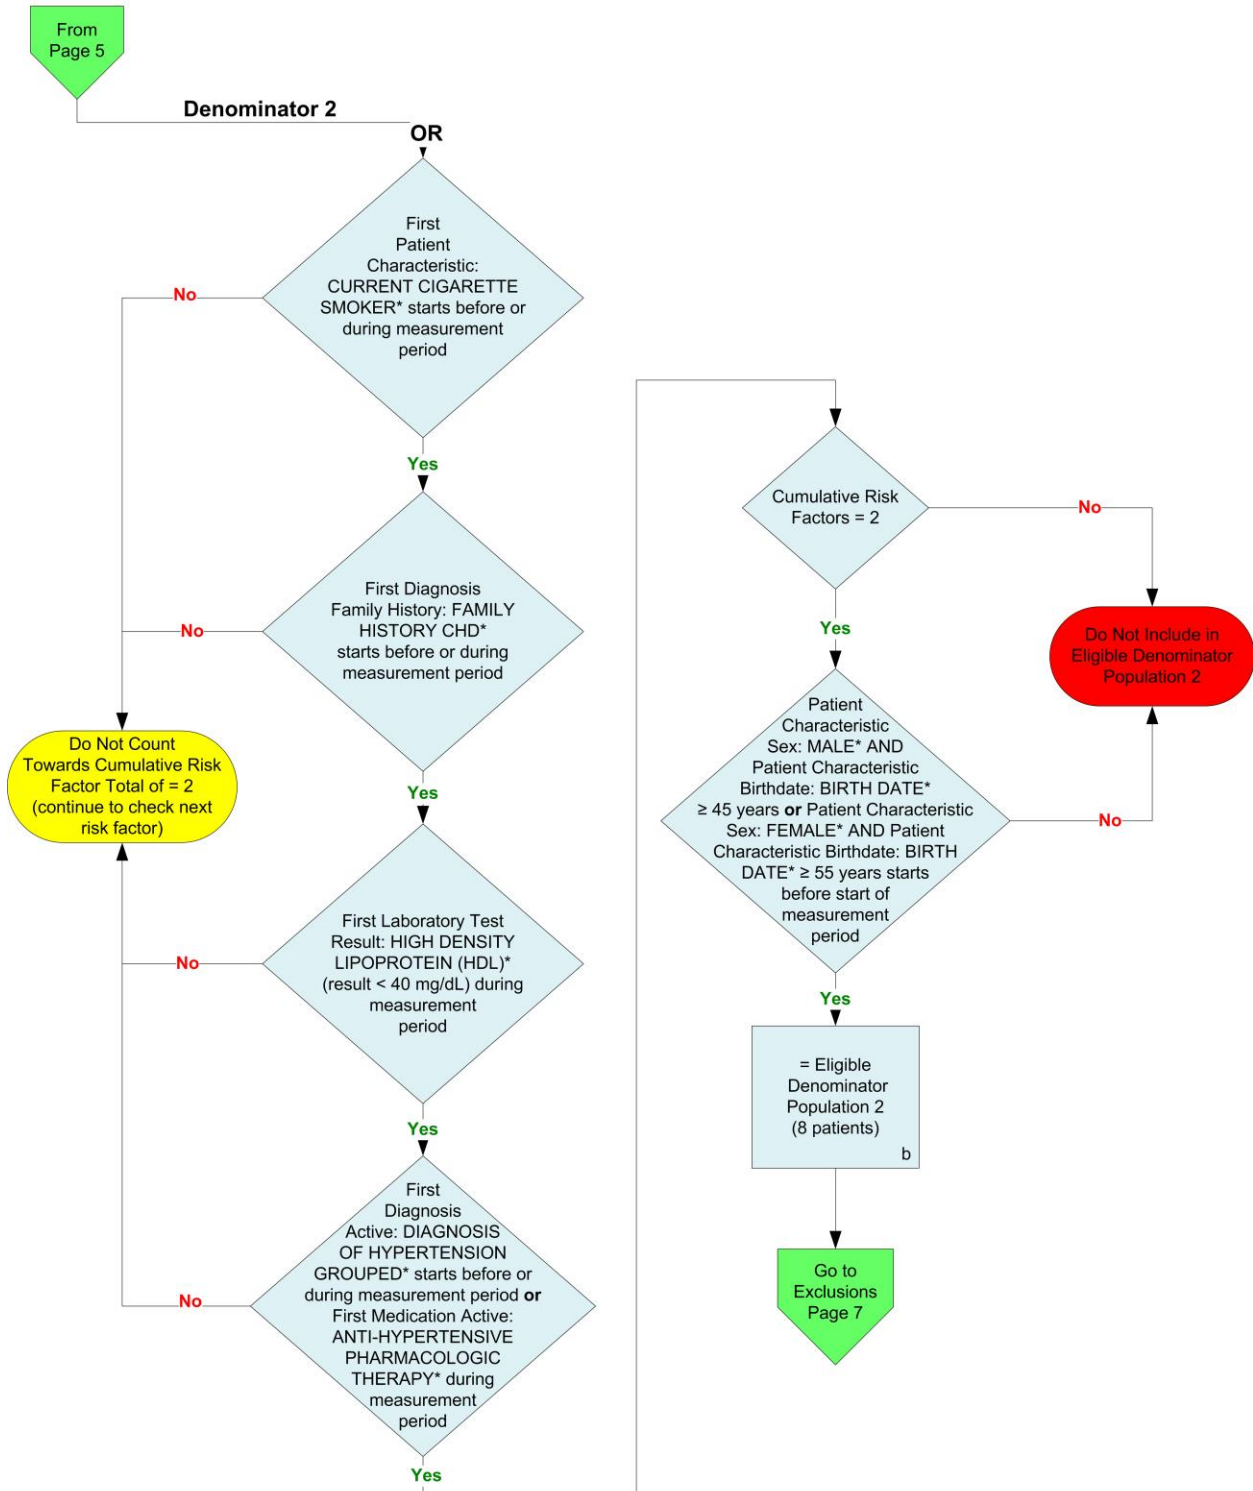 From
Page 5
Denominator 2
OR
First
Patient
Characteristic:
CURRENT CIGARETTE
SMOKER* starts before or
during measurement
period
No
Yes
First Diagnosis
Family History: FAMILY
HISTORY CHD*
starts before or during
measurement period
No
Do Not Count
Towards Cumulative Risk
Factor Total of = 2
(continue to check next
risk factor)
Yes
First Laboratory Test
Result: HIGH DENSITY
LIPOPROTEIN (HDL)*
(result < 40 mg/dL) during
measurement
period
No
Yes
First
Diagnosis
Active: DIAGNOSIS
OF HYPERTENSION
GROUPED* starts before or
during measurement period or
First Medication Active:
ANTI-HYPERTENSIVE
PHARMACOLOGIC
THERAPY* during
measurement
period
No
Yes
Cumulative Risk
Factors = 2
No
Yes
Do Not Include in
Eligible Denominator
Population 2
Patient
Characteristic
Sex: MALE* AND
Patient Characteristic
Birthdate: BIRTH DATE*
≥ 45 years or Patient Characteristic
Sex: FEMALE* AND Patient
Characteristic Birthdate: BIRTH
DATE* ≥ 55 years starts
before start of
measurement
period
No
Yes
= Eligible
Denominator
Population 2
(8 patients)
b
Go to
Exclusions
Page 7